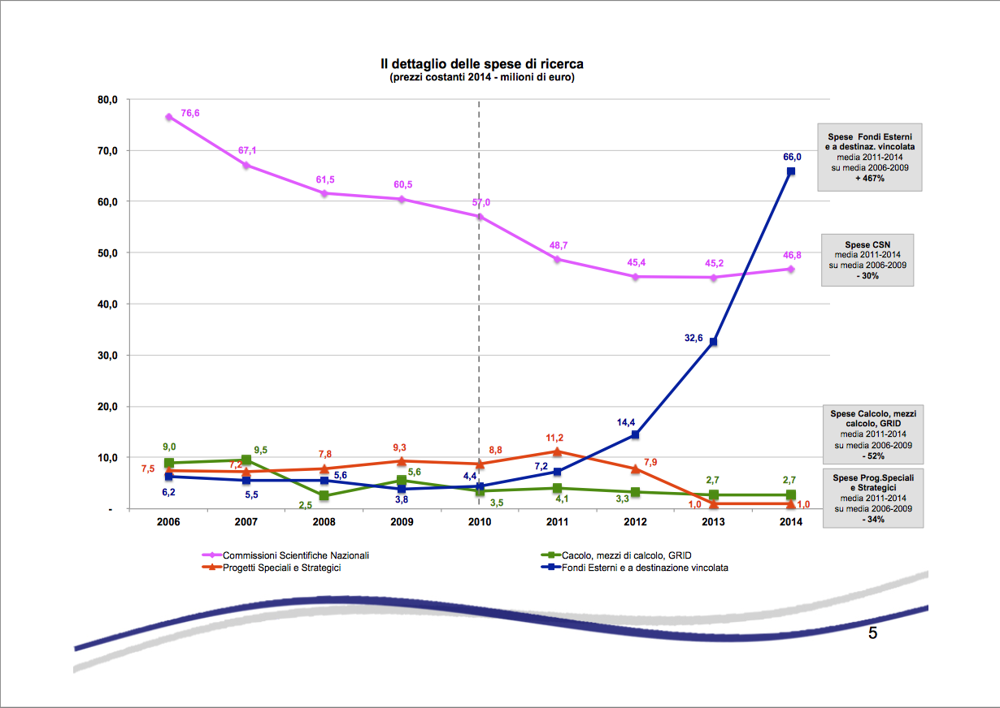 Il dettaglio delle spese di ricerca
(prezzi costanti 2014 - milioni di euro)
80,0
70,0
60,0
50,0
40,0
30,0
20,0
10,0
-
76,6
67,1
61,5
60,5
57,0
48,7
45,4
45,2
46,8
66,0
32,6
14,4
7,2
4,4
3,8
5,6
5,5
6,2
7,5
7,2
7,8
9,3
8,8
11,2
7,9
1,0
1,0
9,0
9,5
2,5
5,6
3,5
4,1
3,3
2,7
2,7
2006 2007 2008 2009 2010 2011 2012 2013 2014
Spese Fondi Esterni
e a destinaz. vincolata
media 2011-2014
su media 2006-2009
+ 467%
Spese CSN
media 2011-2014
su media 2006-2009
- 30%
Spese Calcolo, mezzi
calcolo, GRID
media 2011-2014
su media 2006-2009
- 52%
Spese Prog.Speciali
e Strategici
media 2011-2014
su media 2006-2009
- 34%
Commissioni Scientifiche Nazionali
Cacolo, mezzi di calcolo, GRID
Progetti Speciali e Strategici
Fondi Esterni e a destinazione vincolata
5